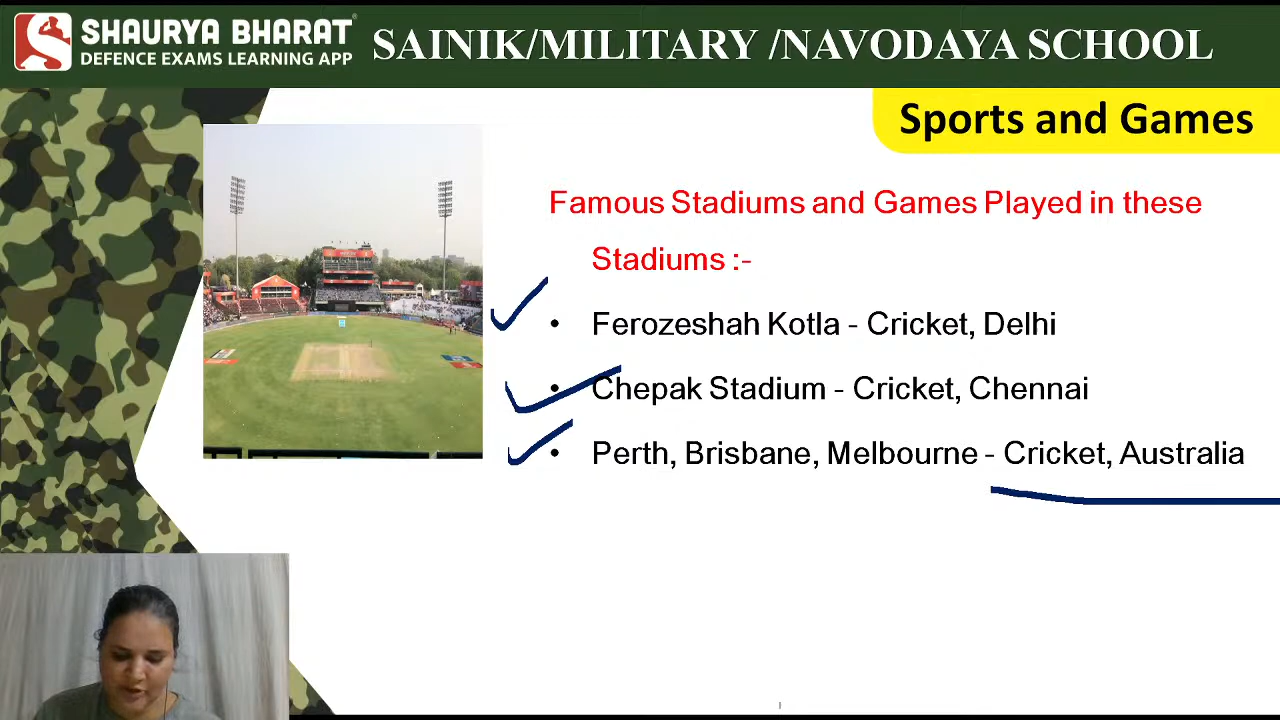 SHAURYA BHARAT
DEFENCE EXAMS LEARNING APP
SAINIK/MILITARY /NAVODAYA SCHOOL
Sports and Games
Famous Stadiums and Games Played in these
Stadiums :-
• Ferozeshah Kotla - Cricket, Delhi
• Chepak Stadium - Cricket, Chennai
• Perth, Brisbane, Melbourne - Cricket, Australia